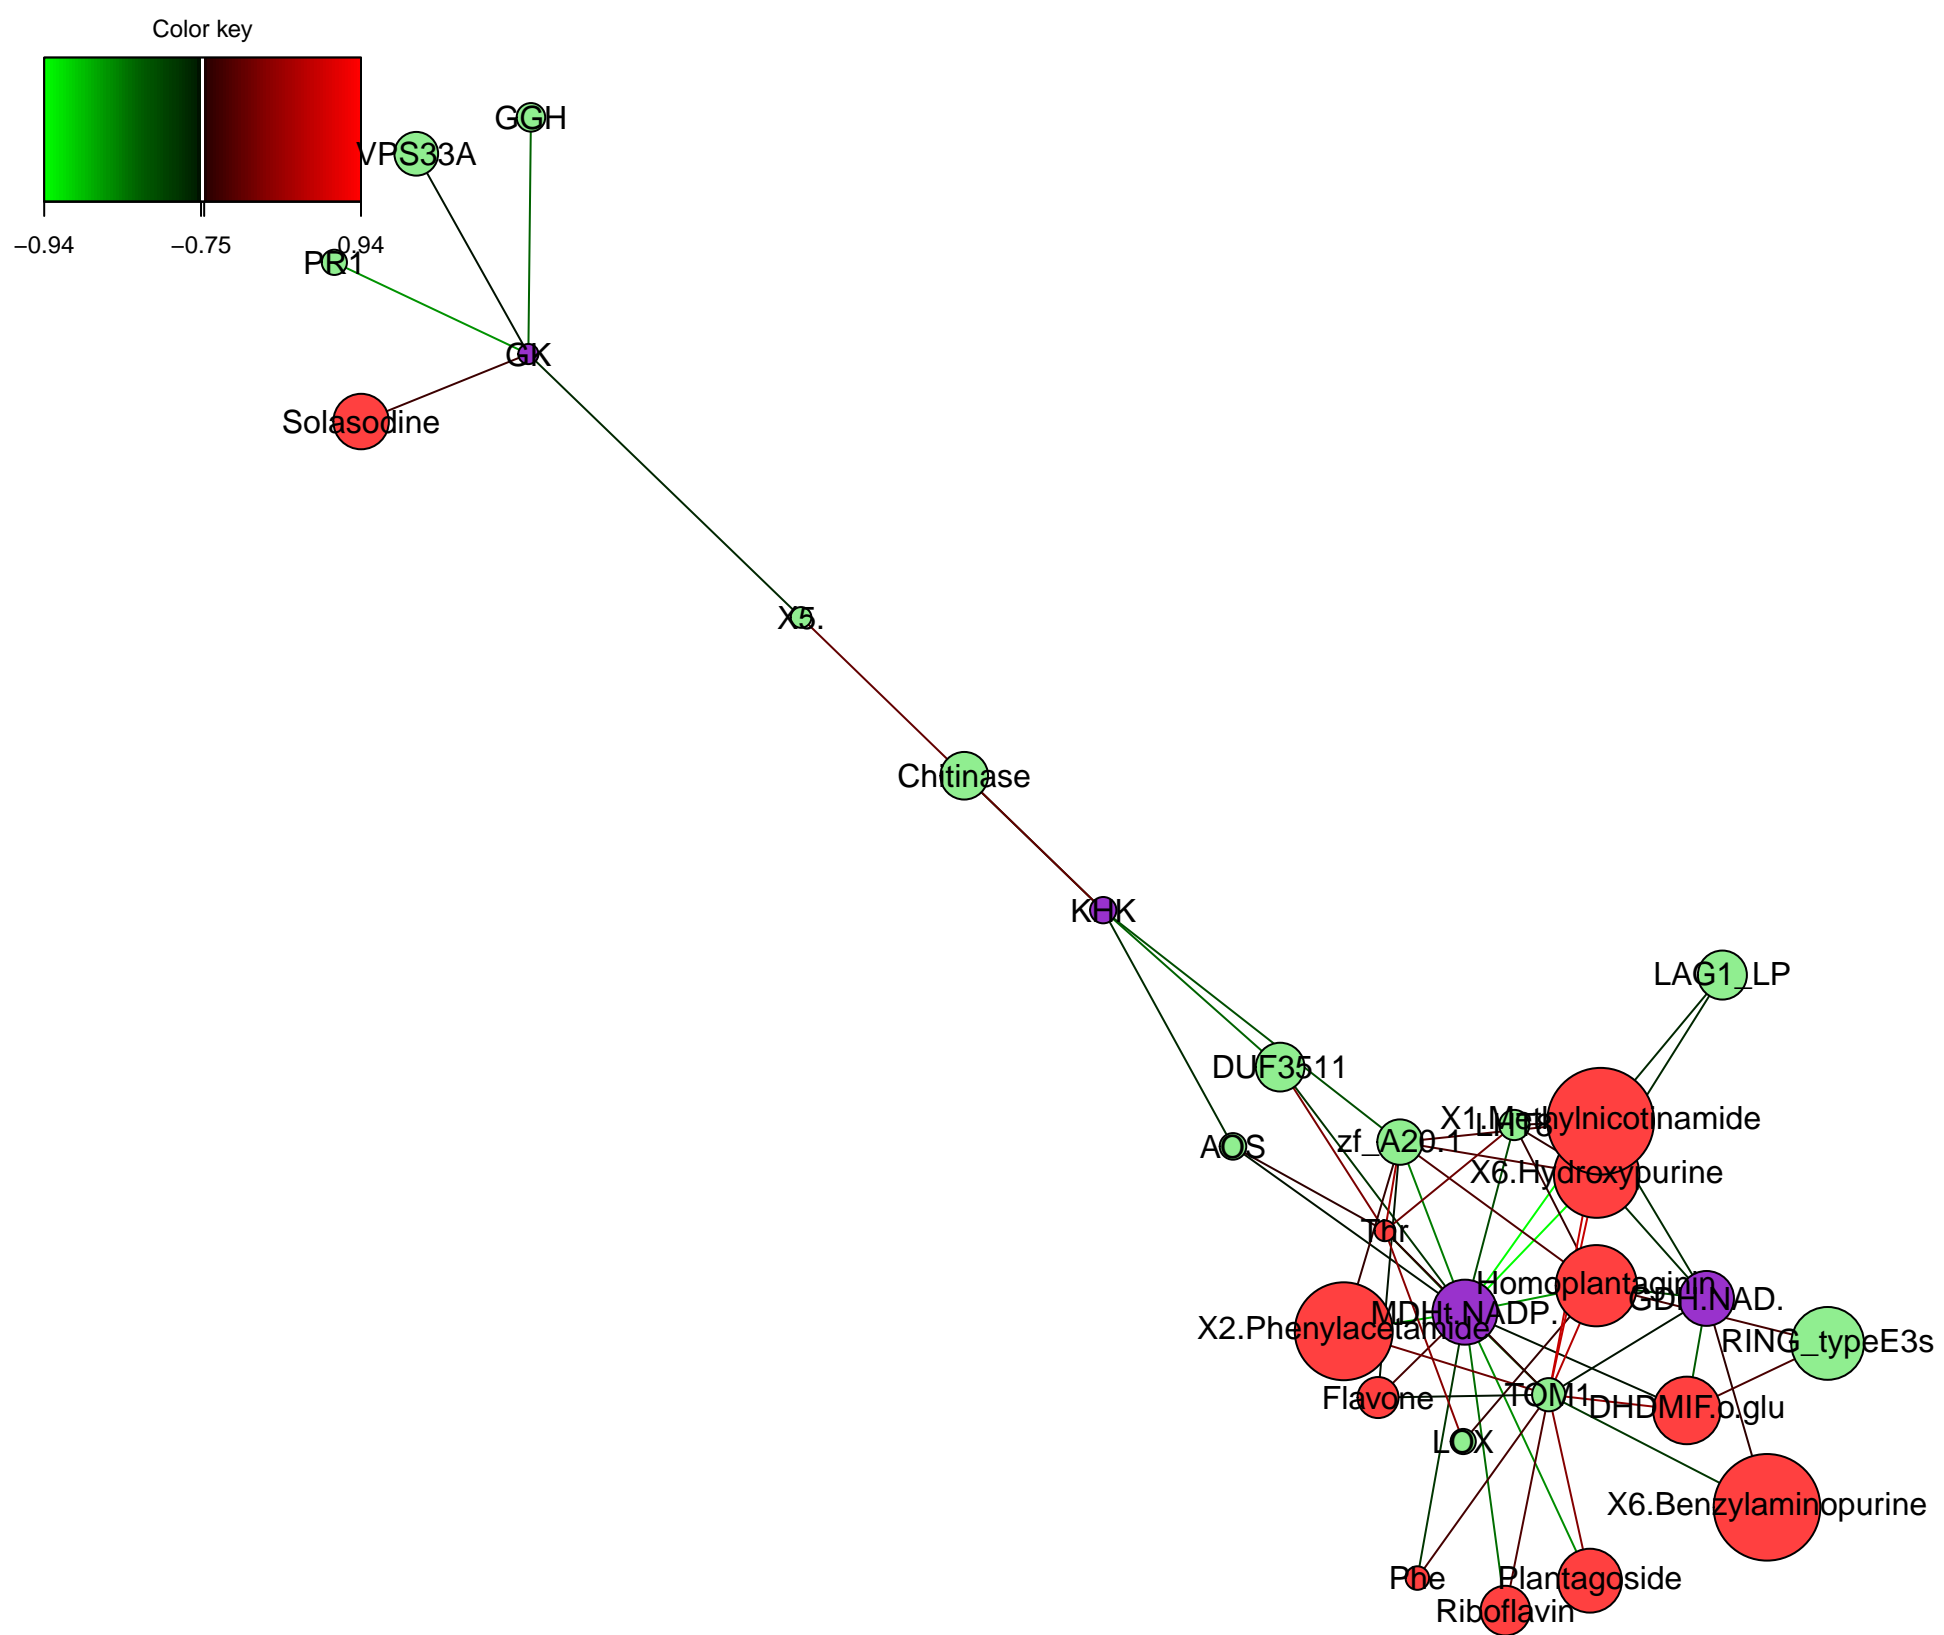 Color key
GGH
VPS33A
−0.94
−0.75
0.94
PR1
GK
Solasodine
X5.
Chitinase
KHK
LAG1_LP
DUF3511
X1.Methylnicotinamide
AOS
zf_A20.1
X6.Hydroxypurine
Thr
Homoplantaginin
GDH.NAD.
MDHt.NADP.
X2.Phenylacetamide
RING_typeE3s
Flavone
TOM1
DHDMIF.o.glu
LOX
X6.Benzylaminopurine
Phe
Plantagoside
Riboflavin